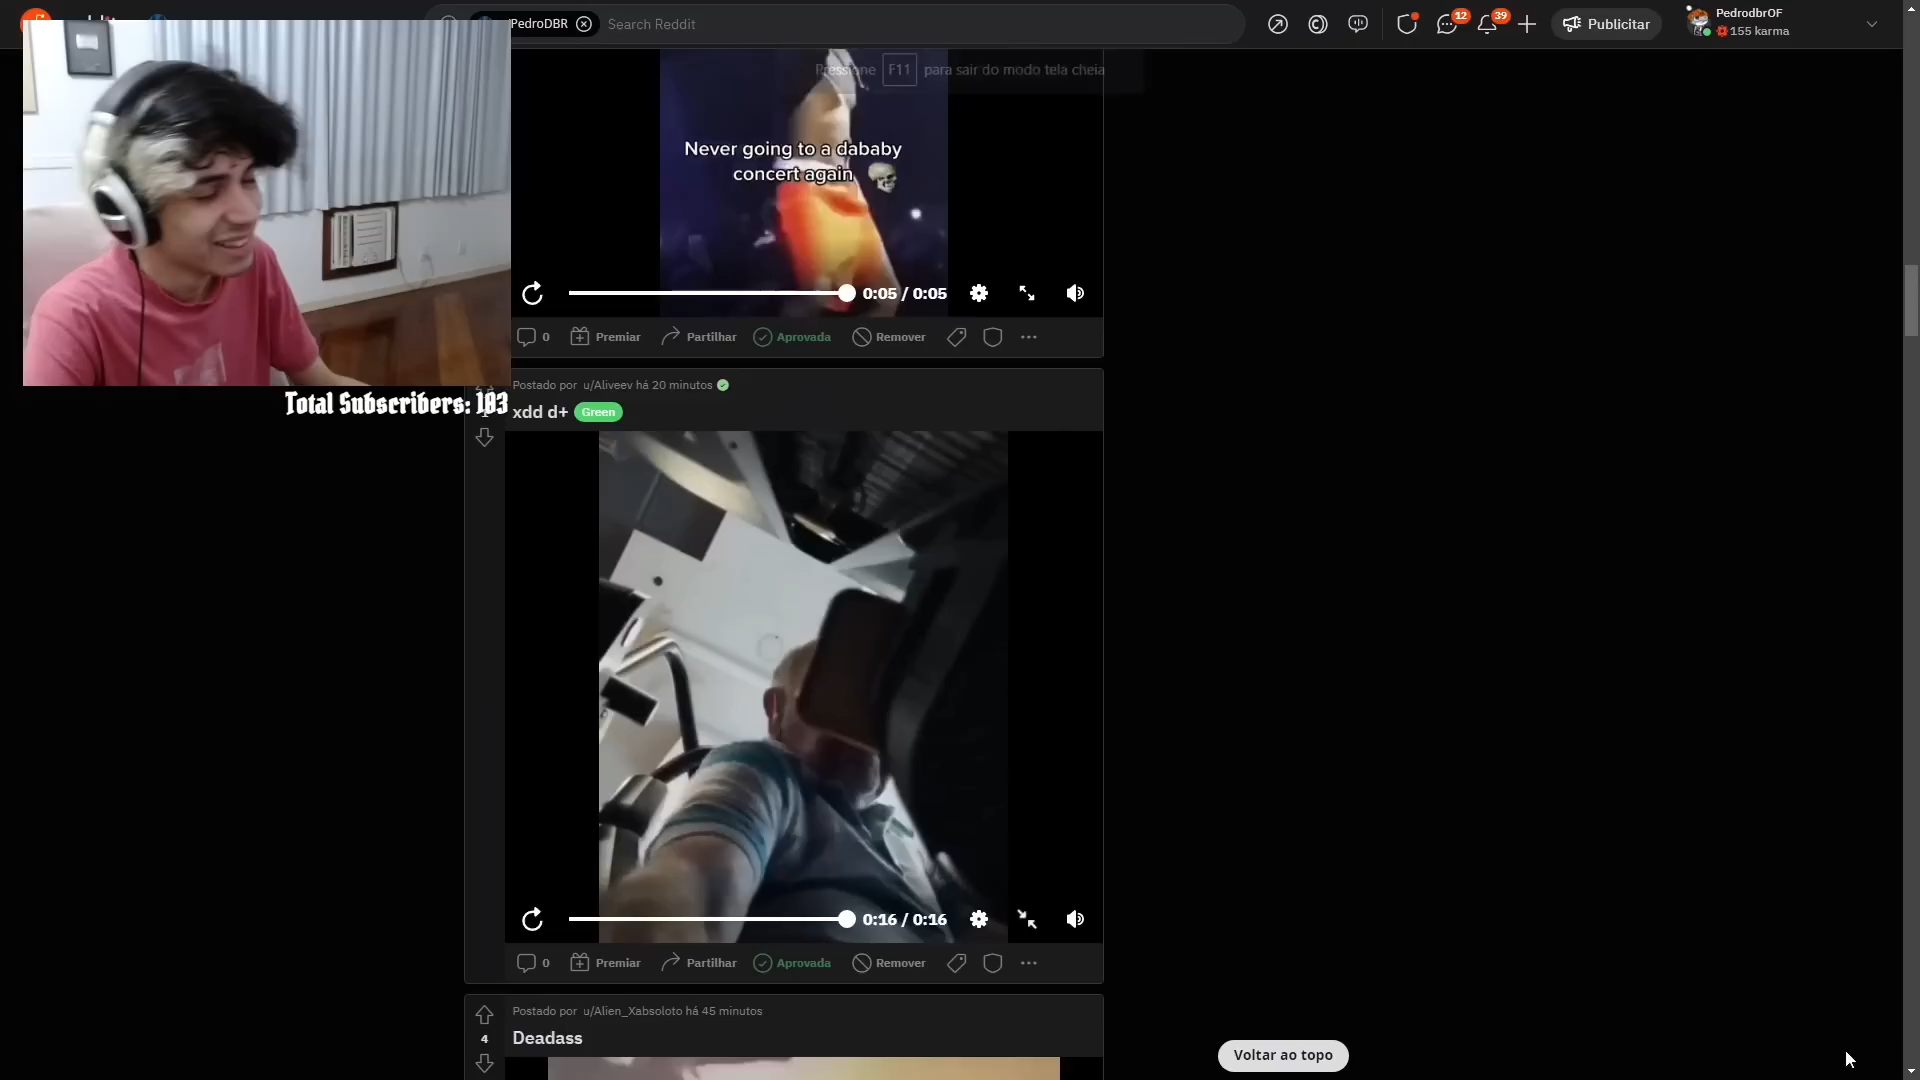 PedroDBR
Search Reddit
12
39
Publicitar
PedrodbrOF
155 karma
Pressione F11 para sair do modo tela cheia
Never going to a dababy
concert again
0:05 / 0:05
0 Premiar Partilhar Aprovada Remover
Postado por u/Aliveev há 20 minutos
Total Subscribers: 103
xdd d+ Green
0:16 / 0:16
0 Premiar Partilhar Aprovada Remover
Postado por u/Alien_Xabsoloto há 45 minutos
4
Deadass
Voltar ao topo